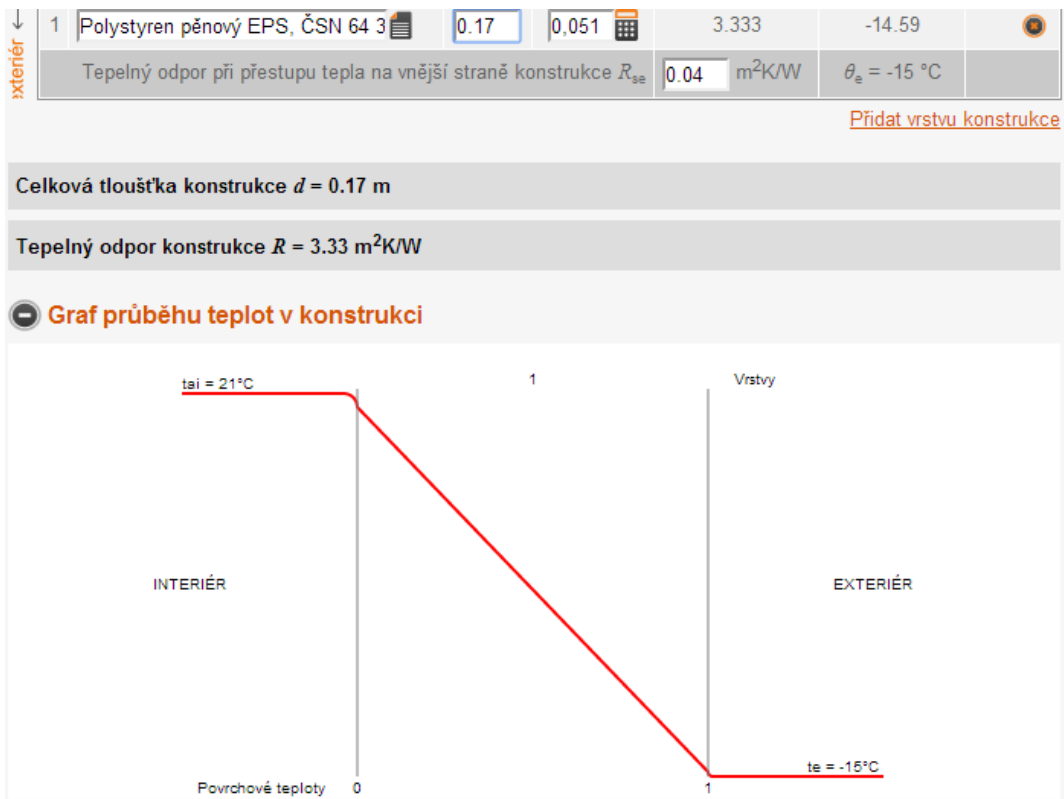 1 Polystyren pěnový EPS, ČSN 64 3 0.17 0,051 3.333 -14.59
Tepelný odpor při přestupu tepla na vnější straně konstrukce Rse 0.04 m²K/W θe = -15 °C
Přidat vrstvu konstrukce
Celková tloušťka konstrukce d = 0.17 m
Tepelný odpor konstrukce R = 3.33 m²K/W
Graf průběhu teplot v konstrukci
tai = 21°C 1 Vrstvy
INTERIÉR EXTERIÉR
te = -15°C
Povrchové teploty 0 1